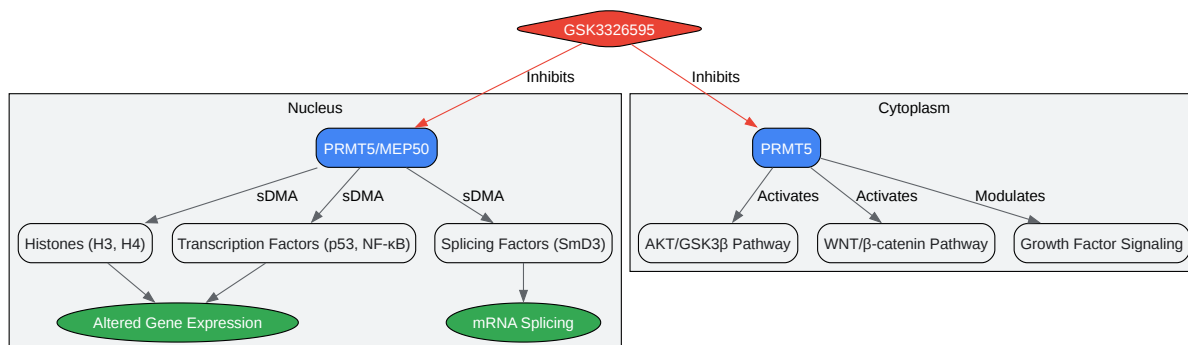 GSK3326595
Inhibits
Inhibits
Nucleus
Cytoplasm
PRMT5/MEP50
PRMT5
sDMA
sDMA
sDMA
Activates
Activates
Modulates
Histones (H3, H4)
Transcription Factors (p53, NF-κB)
Splicing Factors (SmD3)
AKT/GSK3β Pathway
WNT/β-catenin Pathway
Growth Factor Signaling
Altered Gene Expression
mRNA Splicing